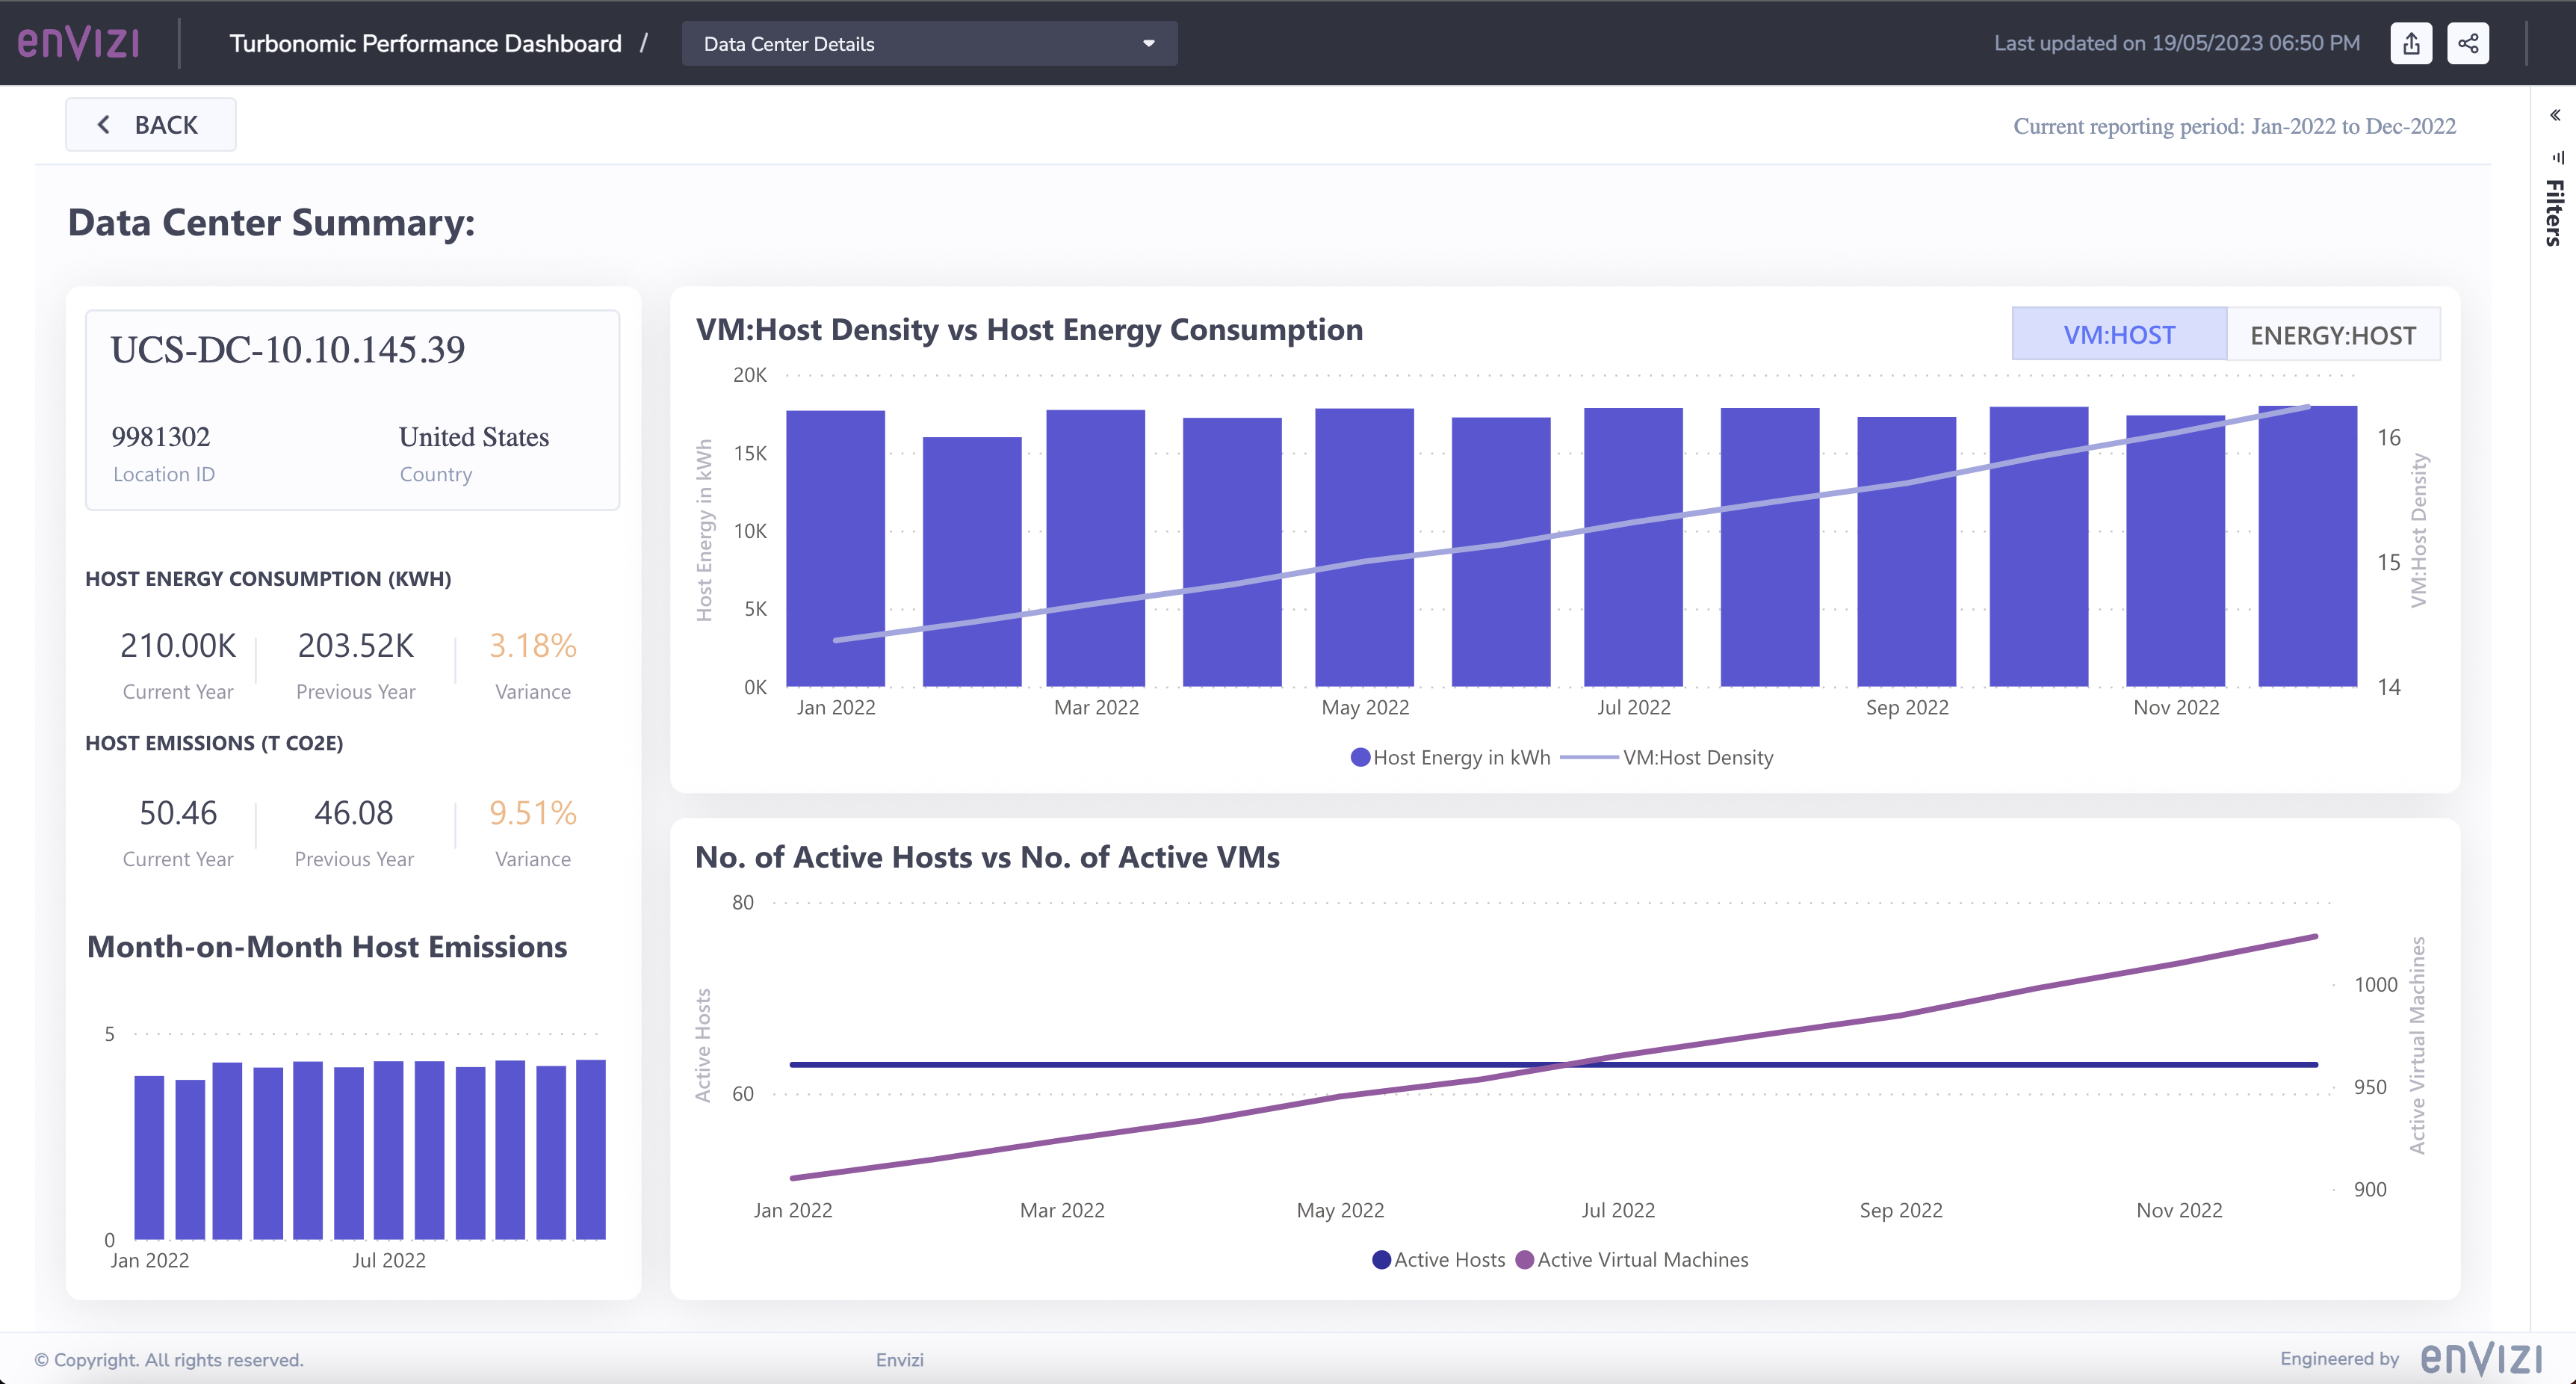 enVIZI
Turbonomic Performance Dashboard /
Data Center Details
Last updated on 19/05/2023 06:50 PM
BACK
Current reporting period: Jan-2022 to Dec-2022
Filters
Data Center Summary:
UCS-DC-10.10.145.39
9981302
United States
Location ID
Country
HOST ENERGY CONSUMPTION (KWH)
210.00K
203.52K
3.18%
Current Year
Previous Year
Variance
HOST EMISSIONS (T CO2E)
50.46
46.08
9.51%
Current Year
Previous Year
Variance
Month-on-Month Host Emissions
5
0
Jan 2022
Jul 2022
VM:Host Density vs Host Energy Consumption
VM:HOST
ENERGY:HOST
20K
15K
10K
5K
0K
Host Energy in kWh
16
15
14
VM:Host Density
Jan 2022
Mar 2022
May 2022
Jul 2022
Sep 2022
Nov 2022
Host Energy in kWh
VM:Host Density
No. of Active Hosts vs No. of Active VMs
80
60
Active Hosts
1000
950
900
Active Virtual Machines
Jan 2022
Mar 2022
May 2022
Jul 2022
Sep 2022
Nov 2022
Active Hosts
Active Virtual Machines
© Copyright. All rights reserved.
Envizi
Engineered by
enVIZI